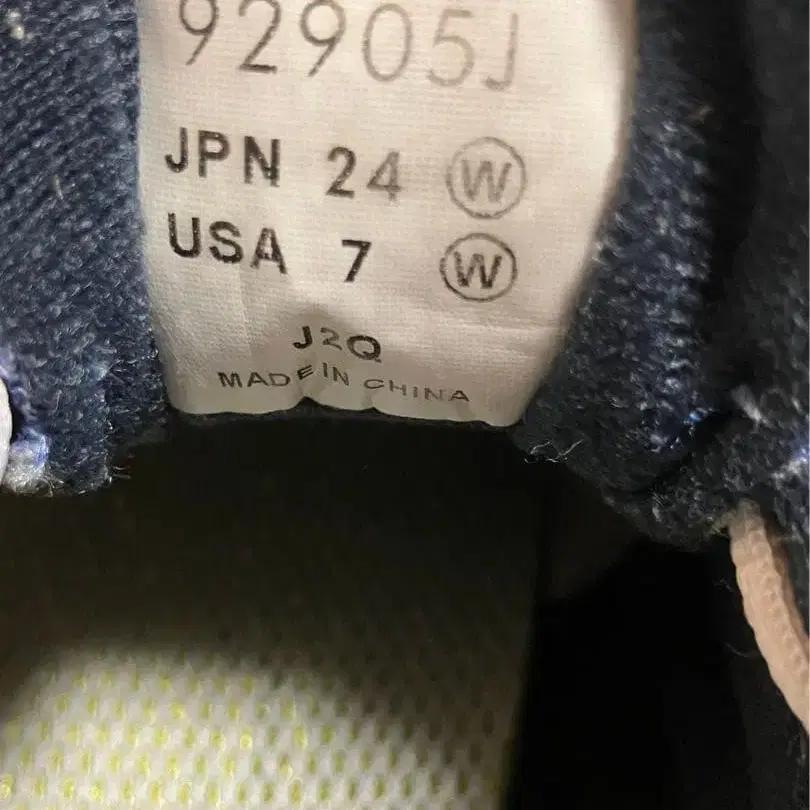 92905J
JPN 24 W
USA 7 W
J2Q
MADE IN CHINA